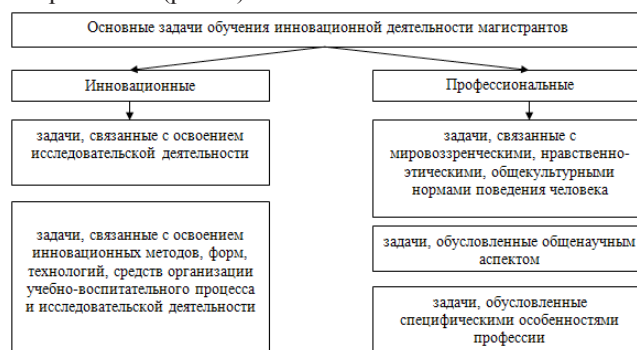 Основные задачи обучения инновационной деятельности магистрантов
Инновационные
Профессиональные
задачи, связанные с освоением
исследовательской деятельности
задачи, связанные с
мировоззренческими, нравственно-
этическими, общекультурными
нормами поведения человека
задачи, связанные с освоением
инновационных методов, форм,
технологий, средств организации
учебно-воспитательного процесса
и исследовательской деятельности
задачи, обусловленные общенаучным
аспектом
задачи, обусловленные
специфическими особенностями
профессии